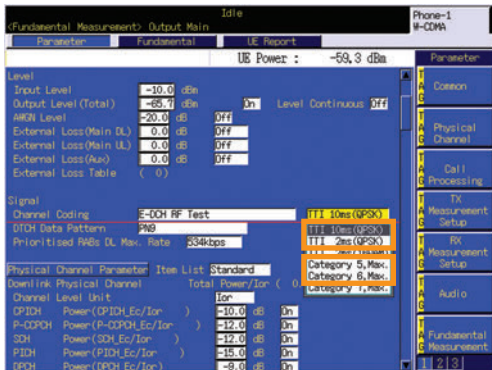 Idle
<Fundamental Measurement> Output Main
Phone-1
W-CDMA
Parameter Fundamental UE Report
UE Power : -59.3 dBm
Parameter
Level
Input Level -10.0 dBm
Output Level(Total) -65.7 dBm On Level Continuous Off
AWGN Level -20.0 dB Off
External Loss(Main DL) 0.0 dB Off
External Loss(Main UL) 0.0 dB Off
External Loss(Aux) 0.0 dB Off
External Loss Table ( 0)
Signal
Channel Coding E-DCH RF Test TTI 10ms(QPSK)
DTCH Data Pattern PN9
Prioritised RABs DL Max. Rate 534kbps
TTI 10ms(QPSK)
TTI 2ms(QPSK)
Category 5,Max.
Category 6,Max.
Category 7,Max.
Physical Channel Parameter Item List Standard
Downlink Physical Channel Total Power/Ior ( 0.
Channel Level Unit Ior
CPICH Power(CPICH_Ec/Ior ) -10.0 dB On
P-CCPCH Power(P-CCPCH_Ec/Ior ) -12.0 dB On
SCH Power(SCH_Ec/Ior ) -12.0 dB On
PICH Power(PICH_Ec/Ior ) -15.0 dB On
DPCH Power(DPCH_Ec/Ior) -9.0 dB On
TAG
Common
TAG
Physical
Channel
TAG
Call
Processing
TAG
TX
Measurement
Setup
TAG
RX
Measurement
Setup
TAG
Audio
TAG
Fundamental
Measurement
1 2 3